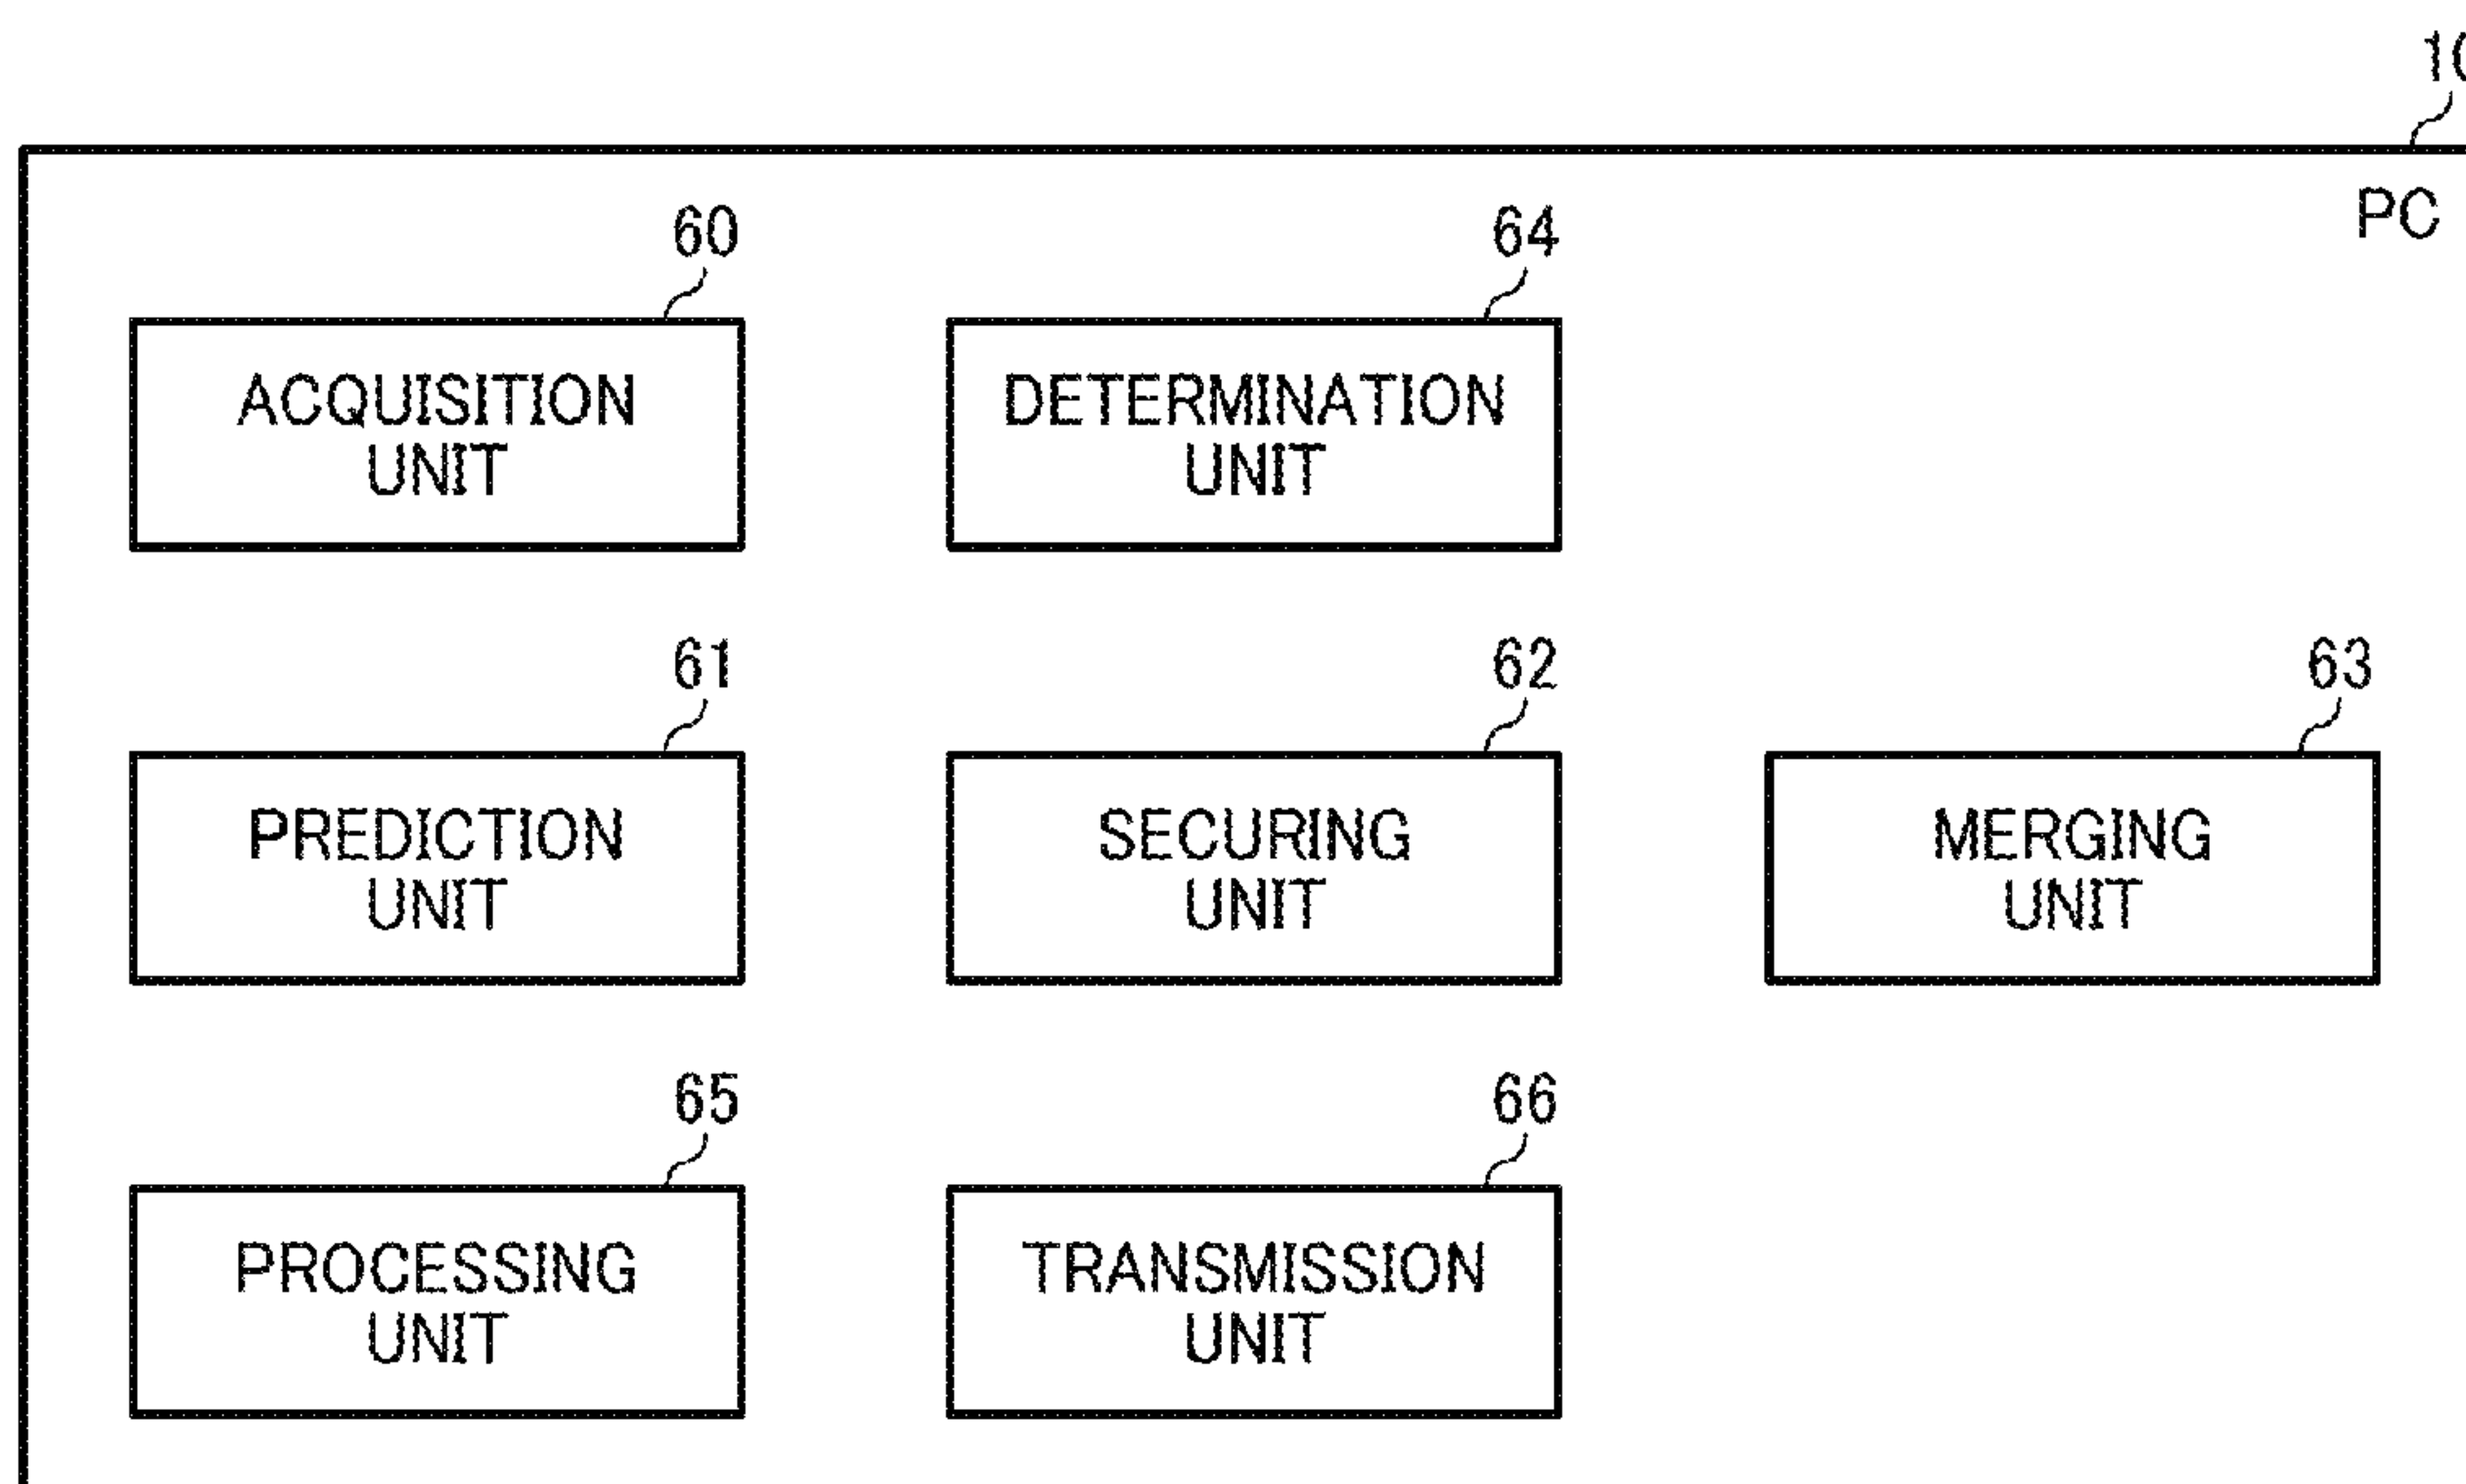 10
PC
60
64
ACQUISITION
UNIT
DETERMINATION
UNIT
61
62
63
PREDICTION
UNIT
SECURING
UNIT
MERGING
UNIT
65
66
PROCESSING
UNIT
TRANSMISSION
UNIT